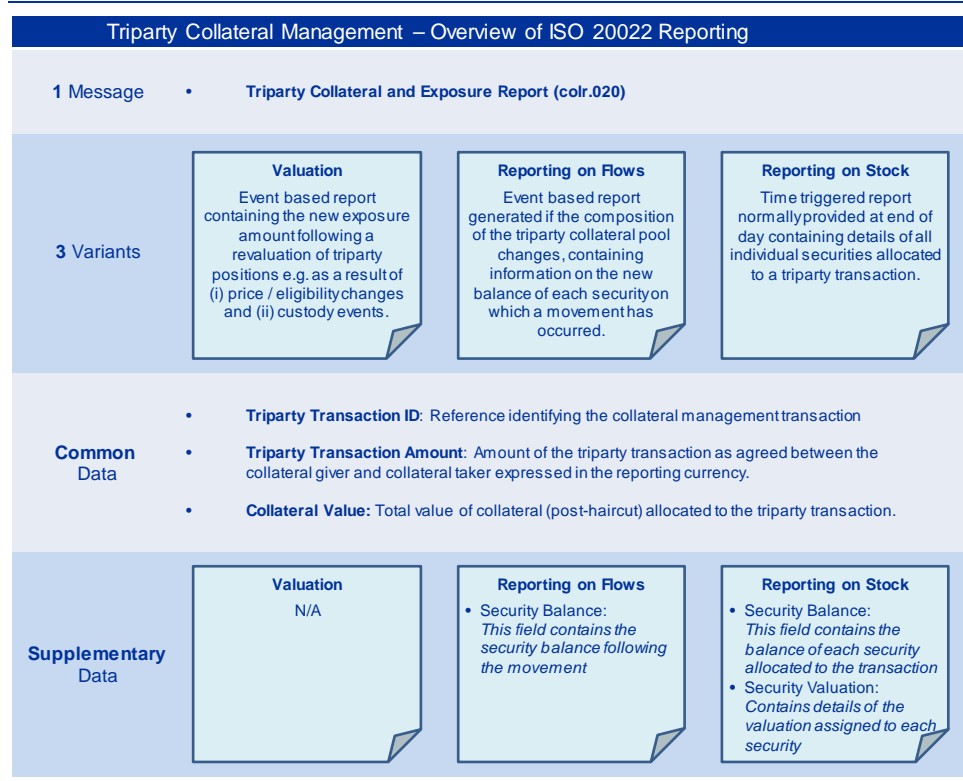 Triparty Collateral Management – Overview of ISO 20022 Reporting
1 Message
• Triparty Collateral and Exposure Report (colr.020)
3 Variants
Valuation
Event based report
containing the new exposure
amount following a
revaluation of triparty
positions e.g. as a result of
(i) price / eligibility changes
and (ii) custody events.
Reporting on Flows
Event based report
generated if the composition
of the triparty collateral pool
changes, containing
information on the new
balance of each security on
which a movement has
occurred.
Reporting on Stock
Time triggered report
normally provided at end of
day containing details of all
individual securities allocated
to a triparty transaction.
Common
Data
• Triparty Transaction ID: Reference identifying the collateral management transaction
• Triparty Transaction Amount: Amount of the triparty transaction as agreed between the
collateral giver and collateral taker expressed in the reporting currency.
• Collateral Value: Total value of collateral (post-haircut) allocated to the triparty transaction.
Supplementary
Data
Valuation
N/A
Reporting on Flows
• Security Balance:
This field contains the
security balance following
the movement
Reporting on Stock
• Security Balance:
This field contains the
balance of each security
allocated to the transaction
• Security Valuation:
Contains details of the
valuation assigned to each
security